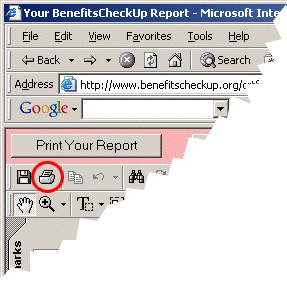 Your BenefitsCheckUp Report - Microsoft Inte
File Edit View Favorites Tools H
Back Search
Address http://www.benefitscheckup.org/c
Google
Print Your Report
T
arks